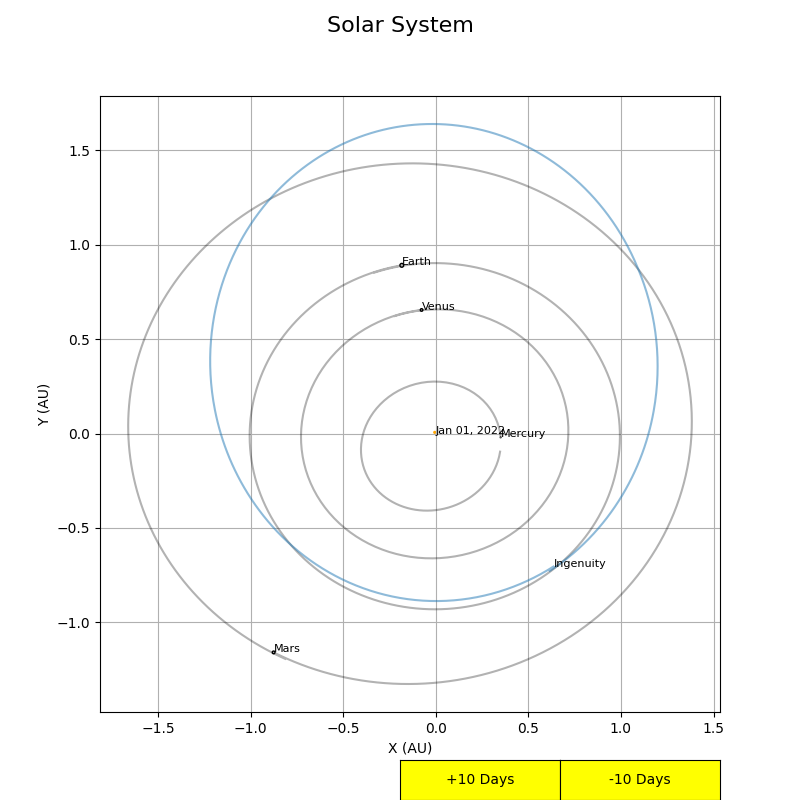 Solar System
1.5
1.0
Earth
Venus
0.5
Y (AU)
0.0
Jan 01, 2022
Mercury
−0.5
Ingenuity
−1.0
Mars
−1.5
−1.0
−0.5
0.0
0.5
1.0
1.5
X (AU)
+10 Days
-10 Days